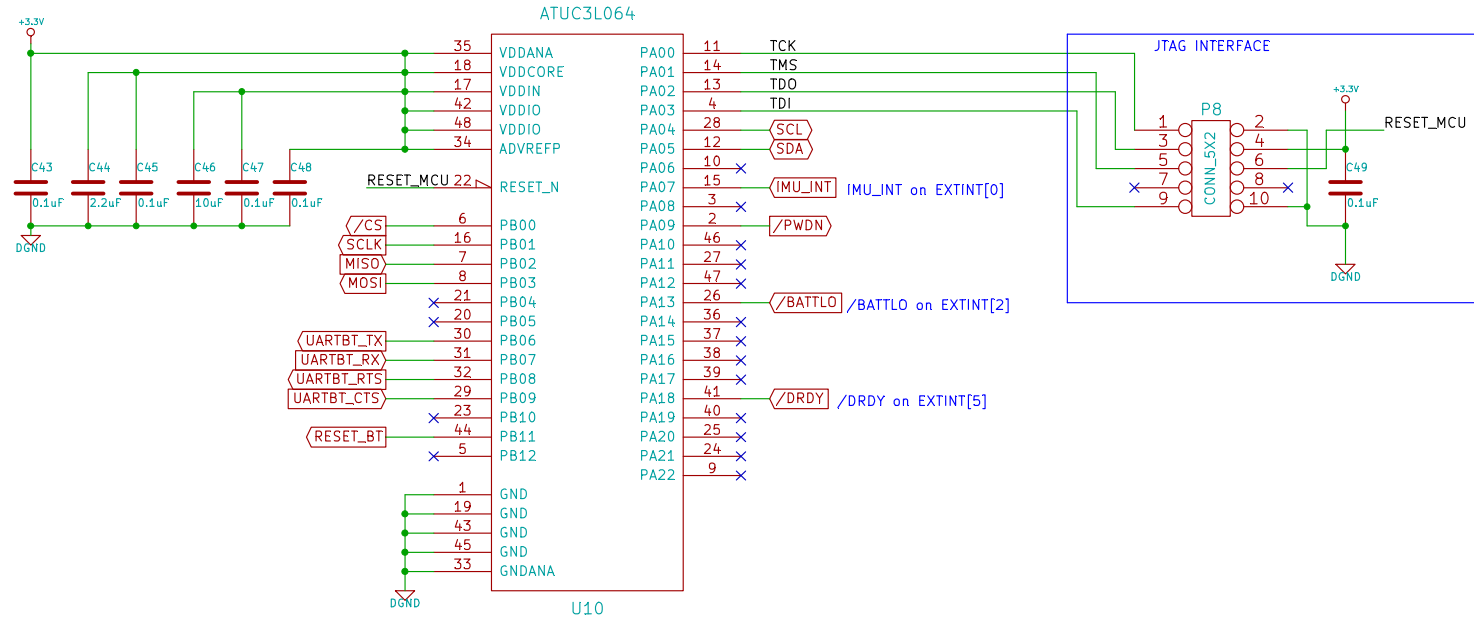 ATUC3L064
+3.3V
35 VDDANA PA00 11 TCK
18 VDDCORE PA01 14 TMS
17 VDDIN PA02 13 TDO
42 VDDIO PA03 4 TDI
48 VDDIO PA04 28 SCL
34 ADVREFP PA05 12 SDA
PA06 10
RESET_MCU 22 RESET_N PA07 15 IMU_INT IMU_INT on EXTINT[0]
PA08 3
6 PB00 PA09 2 /PWDN
/CS
16 PB01 PA10 46
SCLK
7 PB02 PA11 27
MISO
8 PB03 PA12 47
MOSI
21 PB04 PA13 26 /BATTLO /BATTLO on EXTINT[2]
20 PB05 PA14 36
UARTBT_TX 30 PB06 PA15 37
UARTBT_RX 31 PB07 PA16 38
UARTBT_RTS 32 PB08 PA17 39
UARTBT_CTS 29 PB09 PA18 41 /DRDY /DRDY on EXTINT[5]
23 PB10 PA19 40
RESET_BT 44 PB11 PA20 25
5 PB12 PA21 24
PA22 9
1 GND
19 GND
43 GND
45 GND
33 GNDANA
DGND
U10
C43 C44 C45 C46 C47 C48
0.1uF 2.2uF 0.1uF 10uF 0.1uF 0.1uF
DGND
JTAG INTERFACE
+3.3V
P8
CONN_5X2
1 2 RESET_MCU
3 4
5 6
7 8
9 10
C49
0.1uF
DGND